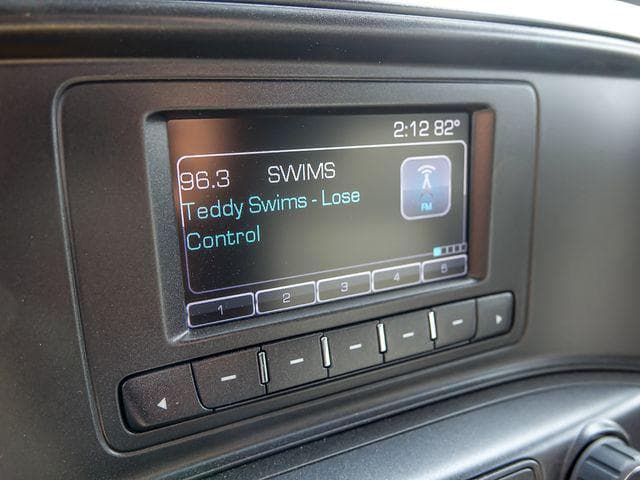 2:12 82°
96.3 SWIMS
FM
Teddy Swims - Lose
Control
1 2 3 4 5